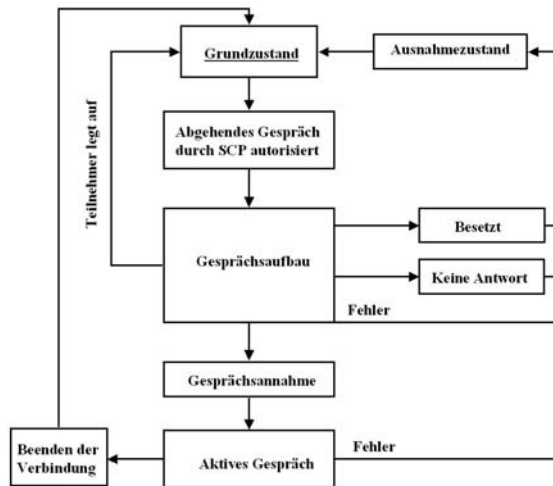 Grundzustand
Ausnahmezustand
Teilnehmer legt auf
Abgehendes Gespräch
durch SCP autorisiert
Gesprächsaufbau
Besetzt
Keine Antwort
Fehler
Gesprächsannahme
Beenden der
Verbindung
Aktives Gespräch
Fehler